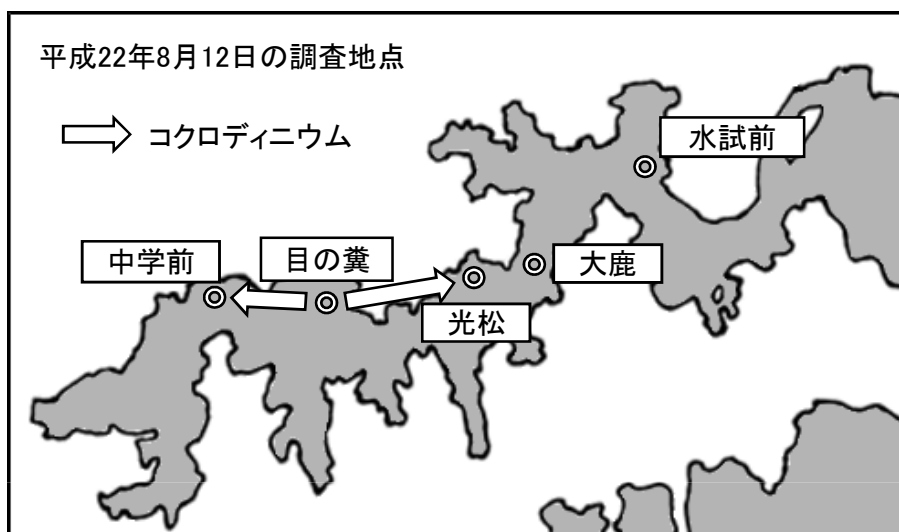 平成22年8月12日の調査地点
コクロディニウム
水試前
中学前
目の糞
大鹿
光松